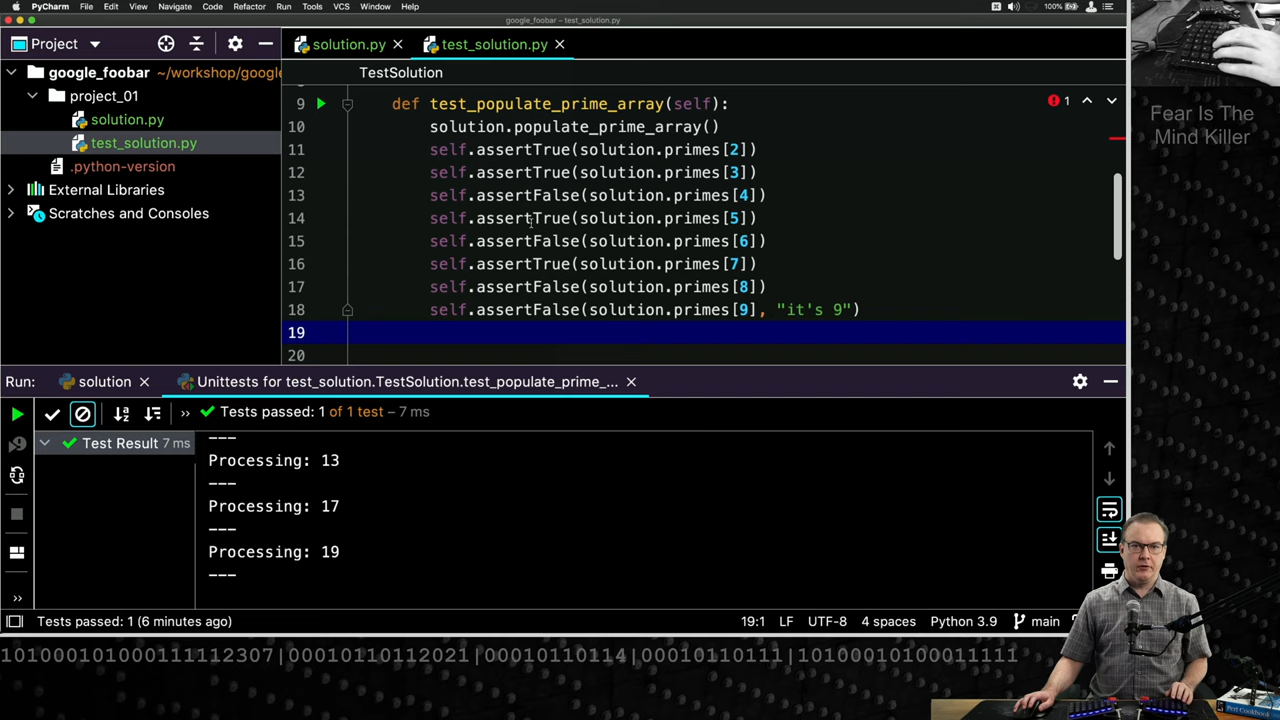 PyCharm File Edit View Navigate Code Refactor Run Tools VCS Window Help 100%
google_foobar – test_solution.py
Project
solution.py
test_solution.py
google_foobar ~/workshop/google
project_01
solution.py
test_solution.py
.python-version
External Libraries
Scratches and Consoles
TestSolution
9 def test_populate_prime_array(self):
10 solution.populate_prime_array()
11 self.assertTrue(solution.primes[2])
12 self.assertTrue(solution.primes[3])
13 self.assertFalse(solution.primes[4])
14 self.assertTrue(solution.primes[5])
15 self.assertFalse(solution.primes[6])
16 self.assertTrue(solution.primes[7])
17 self.assertFalse(solution.primes[8])
18 self.assertFalse(solution.primes[9], "it's 9")
19
20
1
Fear Is The
Mind Killer
Run: solution Unittests for test_solution.TestSolution.test_populate_prime_...
Tests passed: 1 of 1 test – 7 ms
Test Result 7 ms
---
Processing: 13
---
Processing: 17
---
Processing: 19
---
Tests passed: 1 (6 minutes ago)
19:1 LF UTF-8 4 spaces Python 3.9 main
Perl Cookbook